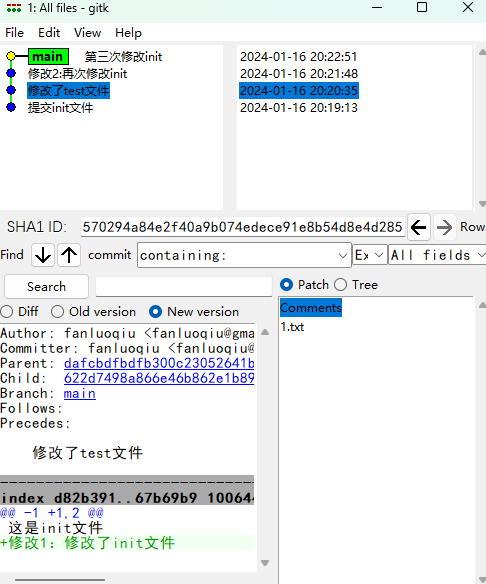 1: All files - gitk
File Edit View Help
main 第三次修改init 2024-01-16 20:22:51
修改2:再次修改init 2024-01-16 20:21:48
修改了test文件 2024-01-16 20:20:35
提交init文件 2024-01-16 20:19:13
SHA1 ID: 570294a84e2f40a9b074edece91e8b54d8e4d285 Row
Find commit containing: Ex All fields
Search
Patch Tree
Diff Old version New version
Comments
1.txt
Author: fanluoqiu <fanluoqiu@gma
Committer: fanluoqiu <fanluoqiu@
Parent: dafcbdfbdfb300c23052641b
Child: 622d7498a866e46b862e1b89
Branch: main
Follows:
Precedes:
修改了test文件
index d82b391..67b69b9 10064
@@ -1 +1,2 @@
这是init文件
+修改1：修改了init文件